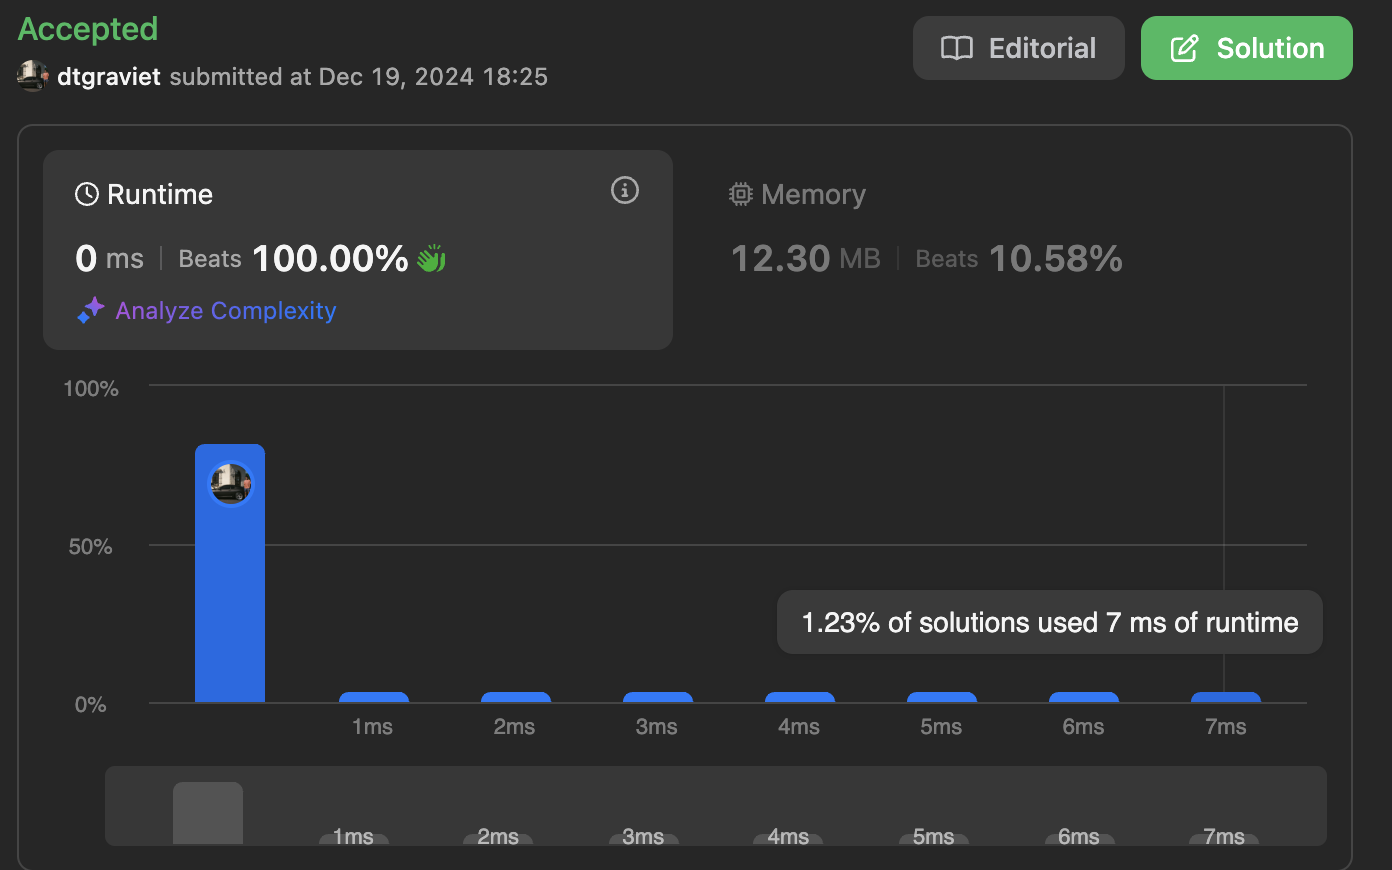 Accepted
Editorial
Solution
dtgraviet submitted at Dec 19, 2024 18:25
Runtime
0 ms Beats 100.00%
Analyze Complexity
Memory
12.30 MB Beats 10.58%
100%
50%
0%
1.23% of solutions used 7 ms of runtime
1ms 2ms 3ms 4ms 5ms 6ms 7ms
1ms 2ms 3ms 4ms 5ms 6ms 7ms